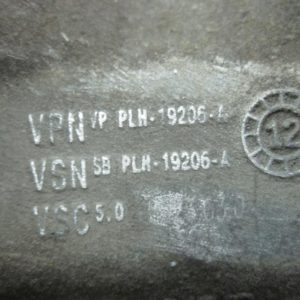 VPN VP PLH-19206-A
VSN SB PLH-19206-A
VSC 5.0
12